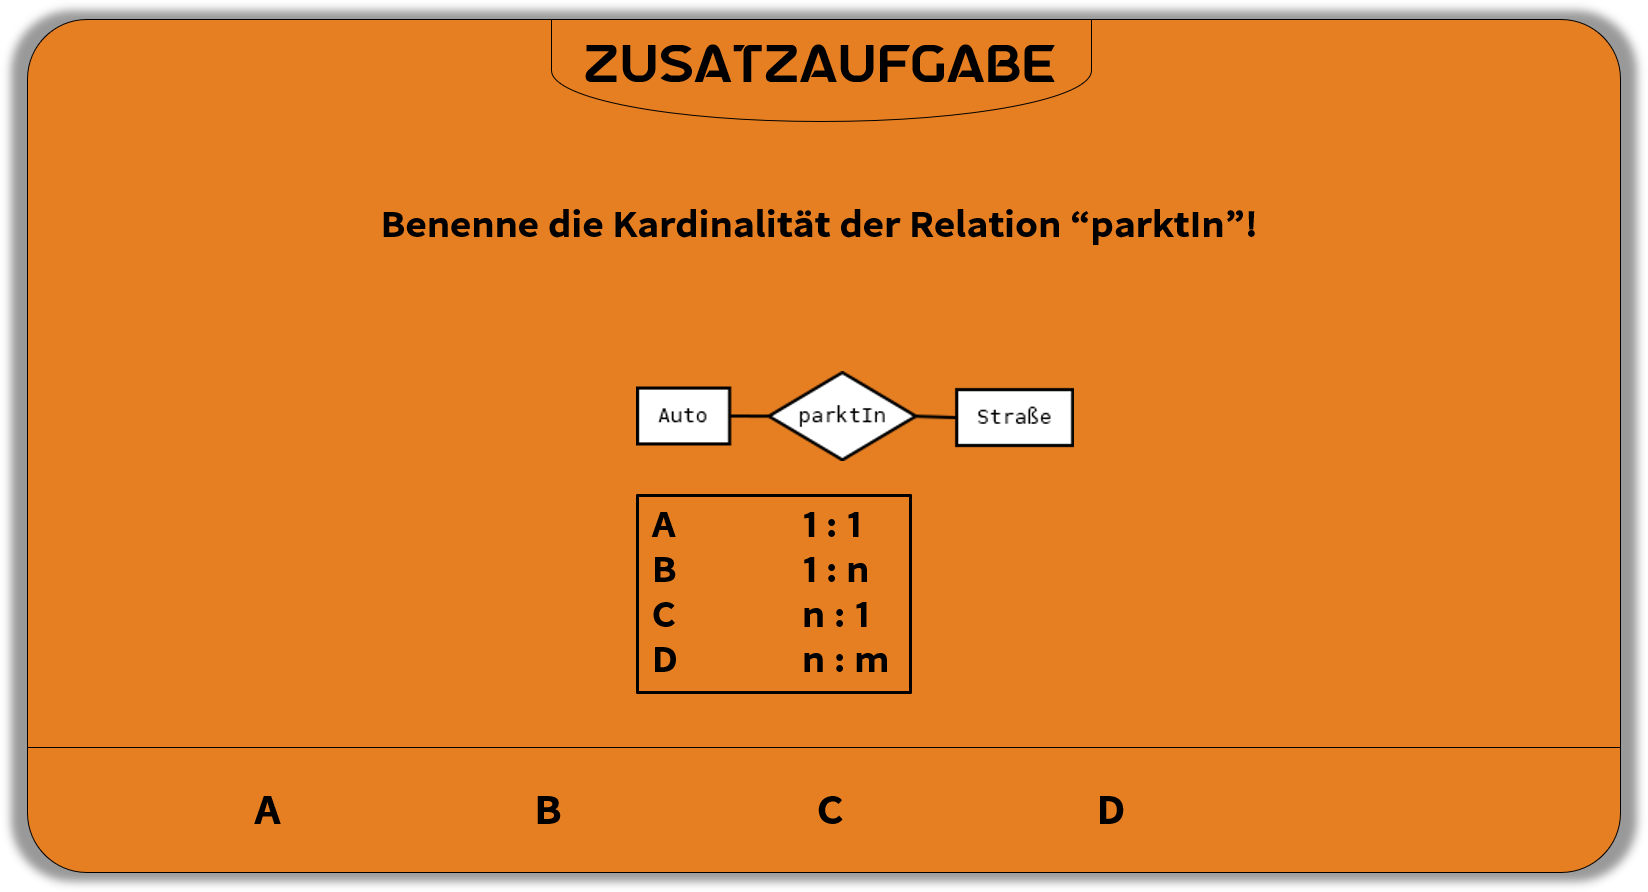 ZUSATZAUFGABE
Benenne die Kardinalität der Relation “parktIn”!
Auto parktIn Straße
A 1 : 1
B 1 : n
C n : 1
D n : m
A B C D